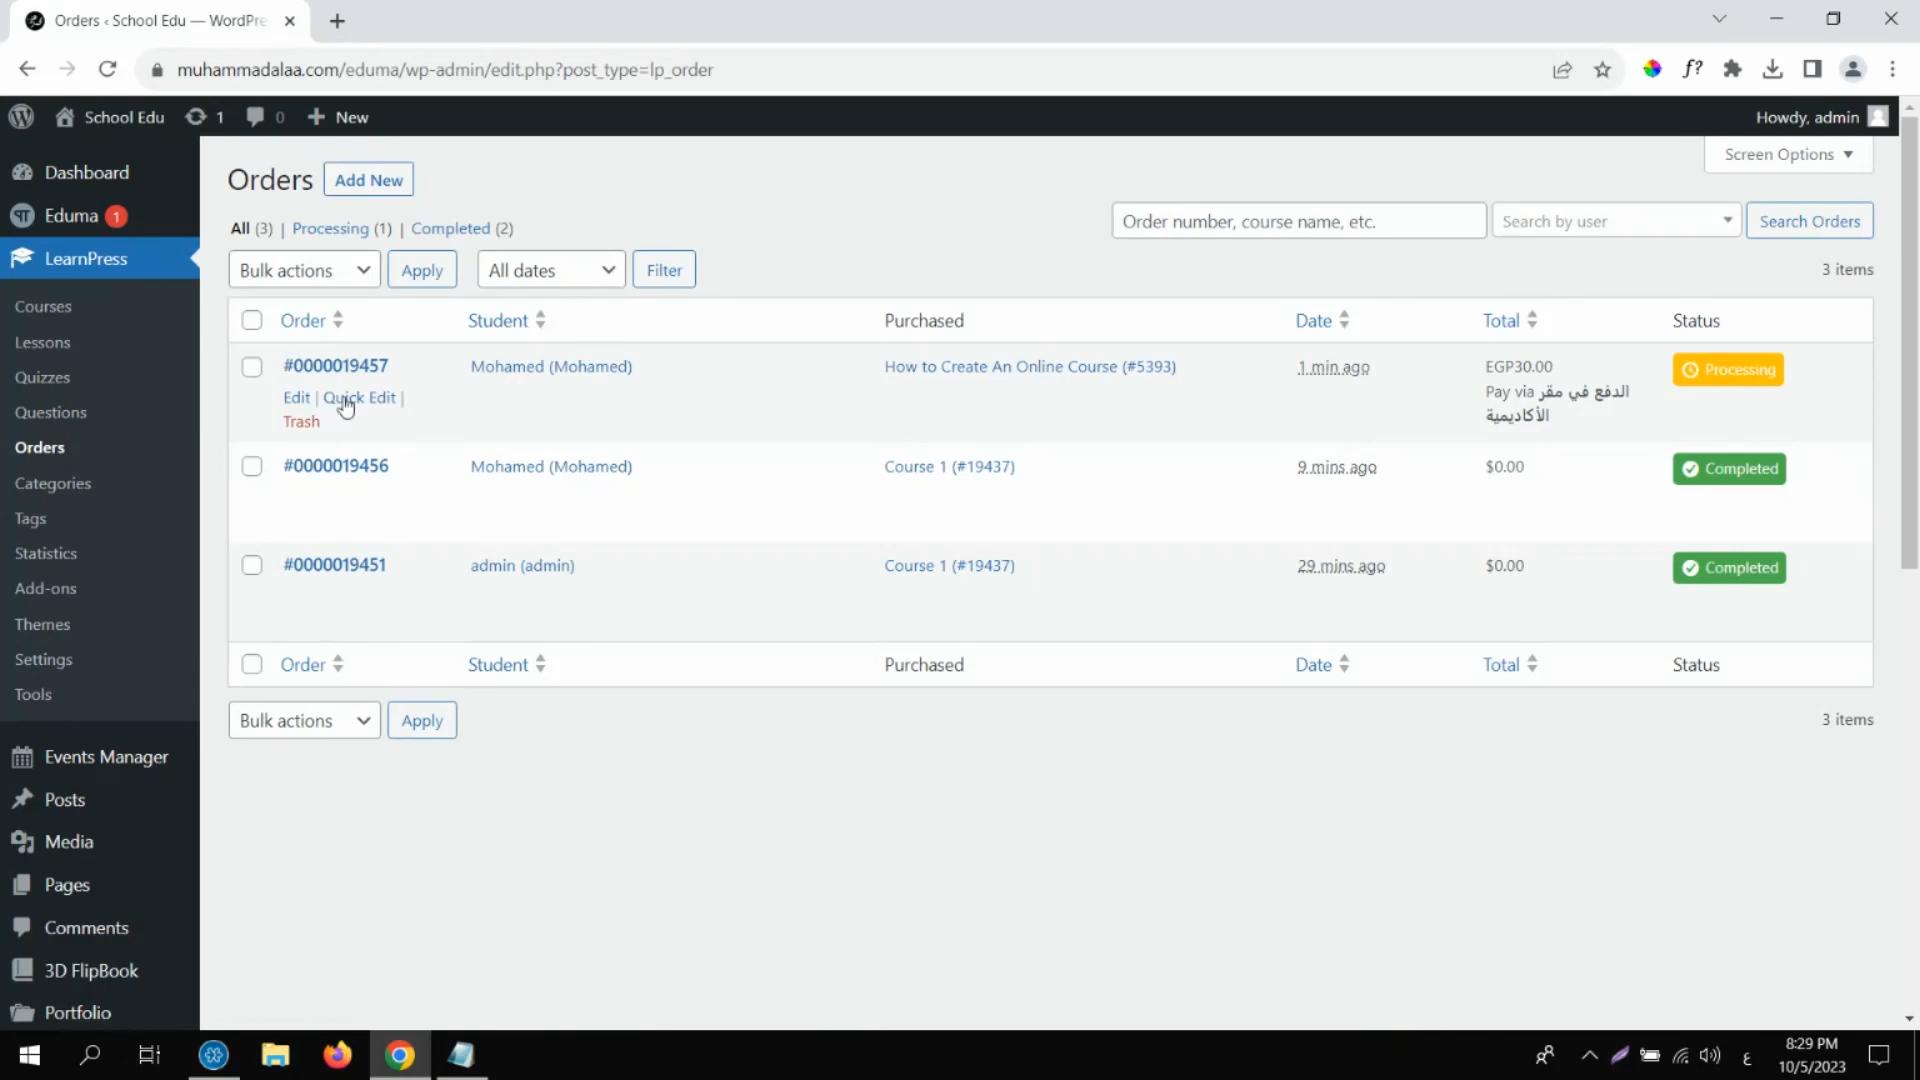 Orders ‹ School Edu — WordPre
muhammadalaa.com/eduma/wp-admin/edit.php?post_type=lp_order
f?
School Edu 1 0 New Howdy, admin
Screen Options
Dashboard
Eduma 1
LearnPress
Courses
Lessons
Quizzes
Questions
Orders
Categories
Tags
Statistics
Add-ons
Themes
Settings
Tools
Events Manager
Posts
Media
Pages
Comments
3D FlipBook
Portfolio
Orders Add New
All (3) | Processing (1) | Completed (2)
Order number, course name, etc. Search by user Search Orders
Bulk actions Apply All dates Filter 3 items
Order Student Purchased Date Total Status
#0000019457 Mohamed (Mohamed) How to Create An Online Course (#5393) 1 min ago EGP30.00 Processing
Edit | Quick Edit | Pay via الدفع في مقر
Trash الأكاديمية
#0000019456 Mohamed (Mohamed) Course 1 (#19437) 9 mins ago $0.00 Completed
#0000019451 admin (admin) Course 1 (#19437) 29 mins ago $0.00 Completed
Order Student Purchased Date Total Status
Bulk actions Apply 3 items
ع
8:29 PM
10/5/2023